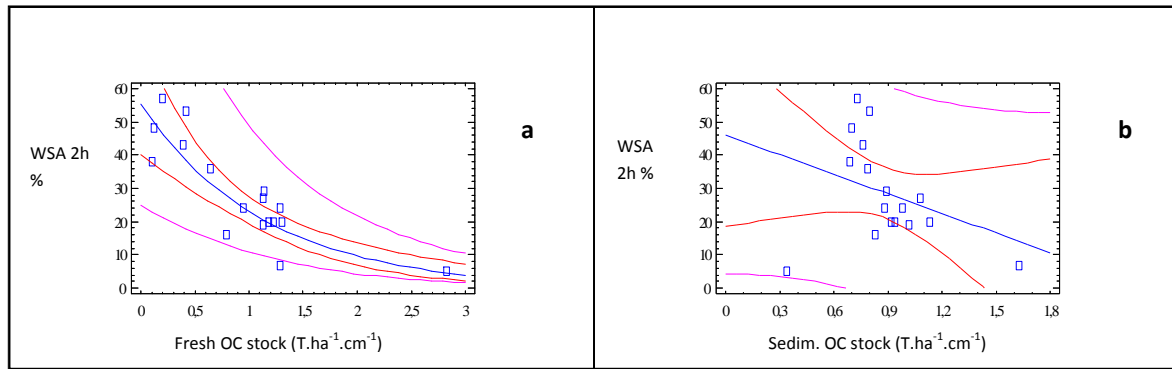 a
WSA 2h
%
60
50
40
30
20
10
0
0 0,5 1 1,5 2 2,5 3
Fresh OC stock (T.ha⁻¹.cm⁻¹)
b
WSA
2h %
60
50
40
30
20
10
0
0 0,3 0,6 0,9 1,2 1,5 1,8
Sedim. OC stock (T.ha⁻¹.cm⁻¹)